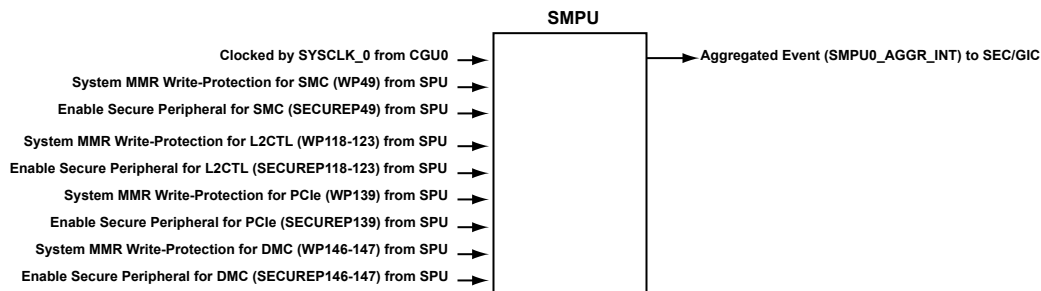 SMPU
Clocked by SYSCLK_0 from CGU0
Aggregated Event (SMPU0_AGGR_INT) to SEC/GIC
System MMR Write-Protection for SMC (WP49) from SPU
Enable Secure Peripheral for SMC (SECUREP49) from SPU
System MMR Write-Protection for L2CTL (WP118-123) from SPU
Enable Secure Peripheral for L2CTL (SECUREP118-123) from SPU
System MMR Write-Protection for PCIe (WP139) from SPU
Enable Secure Peripheral for PCIe (SECUREP139) from SPU
System MMR Write-Protection for DMC (WP146-147) from SPU
Enable Secure Peripheral for DMC (SECUREP146-147) from SPU